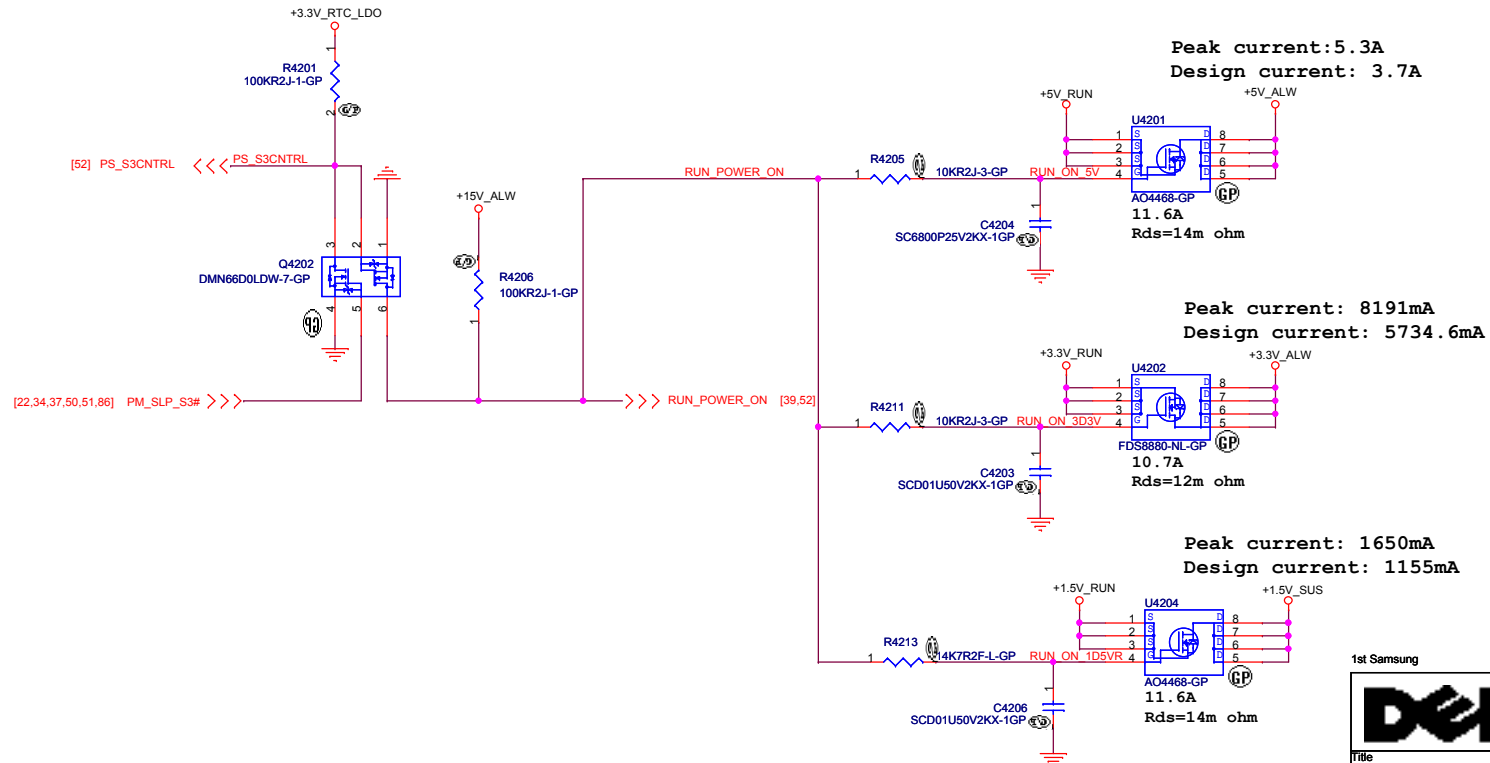 +3.3V_RTC_LDO
1
R4201
100KR2J-1-GP
2
[52] PS_S3CNTRL PS_S3CNTRL
3 2 1
Q4202
DMN66D0LDW-7-GP
4 5 6
GP
+15V_ALW
R4206
100KR2J-1-GP
1
[22,34,37,50,51,86] PM_SLP_S3#
RUN_POWER_ON [39,52]
RUN_POWER_ON
Peak current:5.3A
Design current: 3.7A
+5V_RUN +5V_ALW
U4201
R4205
1 10KR2J-3-GP RUN_ON_5V
1 S D 8
2 S D 7
3 S D 6
4 G D 5
GP
AO4468-GP
11.6A
Rds=14m ohm
1
C4204
SC6800P25V2KX-1GP
Peak current: 8191mA
Design current: 5734.6mA
+3.3V_RUN +3.3V_ALW
U4202
R4211
1 10KR2J-3-GP RUN_ON_3D3V
1 S D 8
2 S D 7
3 S D 6
4 G D 5
GP
FDS8880-NL-GP
10.7A
Rds=12m ohm
1
C4203
SCD01U50V2KX-1GP
Peak current: 1650mA
Design current: 1155mA
+1.5V_RUN +1.5V_SUS
U4204
R4213
1 14K7R2F-L-GP RUN_ON_1D5VR
1 S D 8
2 S D 7
3 S D 6
4 G D 5
GP
AO4468-GP
11.6A
Rds=14m ohm
1
C4206
SCD01U50V2KX-1GP
1st Samsung
Title